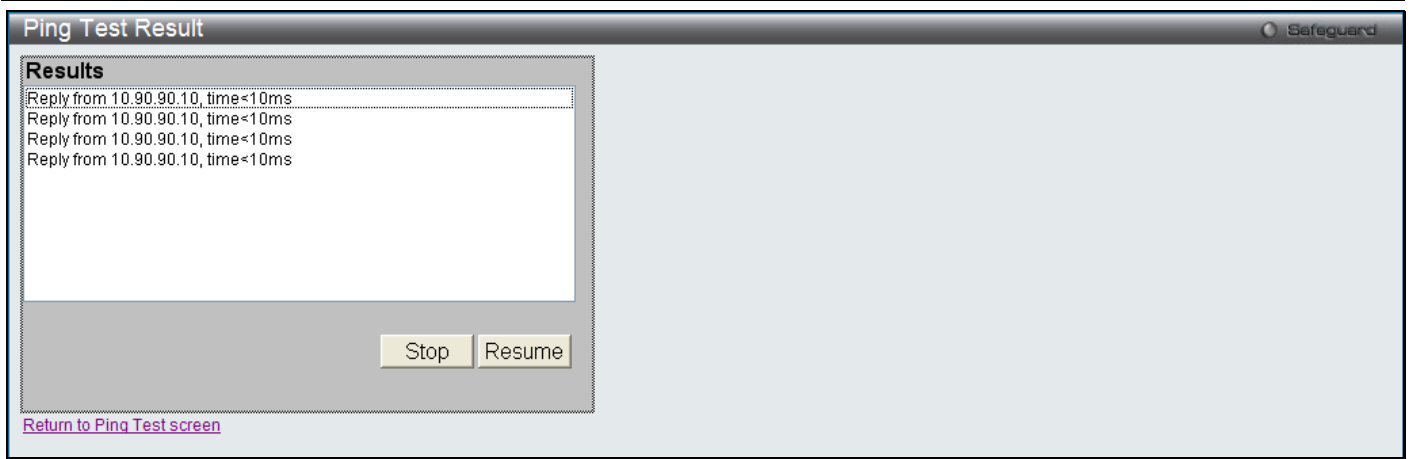 Ping Test Result
Safeguard
Results
Reply from 10.90.90.10, time<10ms
Reply from 10.90.90.10, time<10ms
Reply from 10.90.90.10, time<10ms
Reply from 10.90.90.10, time<10ms
Stop
Resume
Return to Ping Test screen